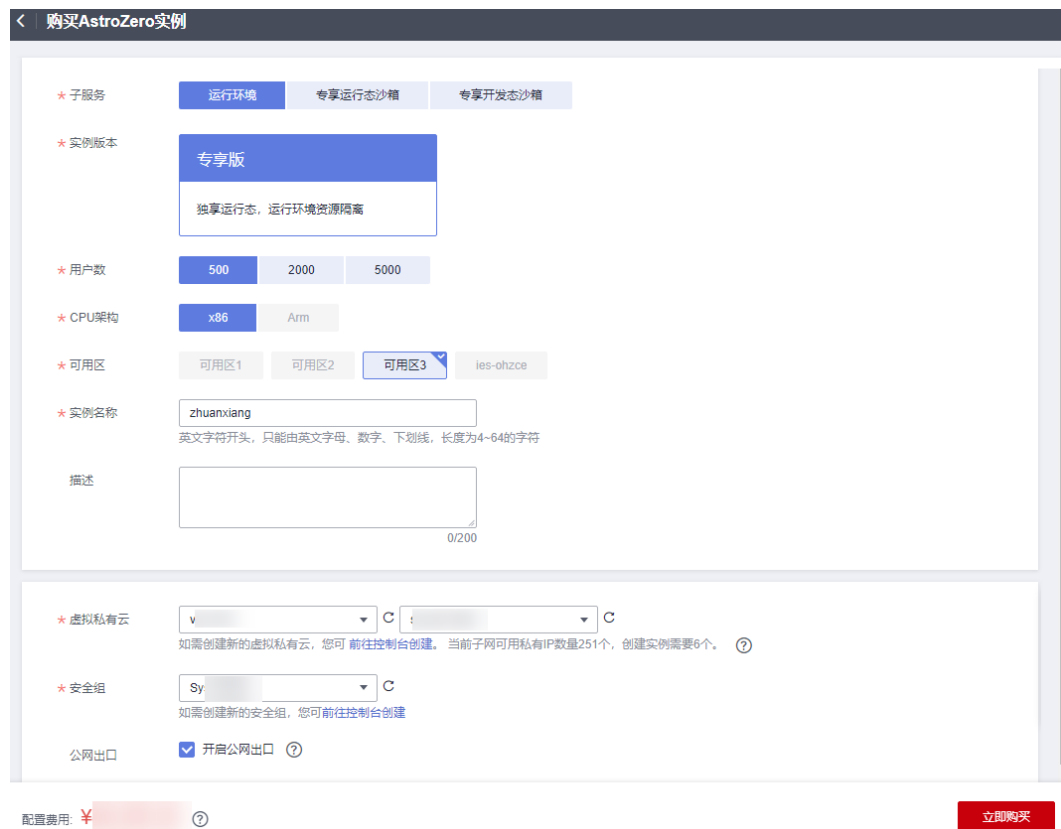 购买AstroZero实例
* 子服务 运行环境 专享运行态沙箱 专享开发态沙箱
* 实例版本
专享版
独享运行态，运行环境资源隔离
* 用户数 500 2000 5000
* CPU架构 x86 Arm
* 可用区 可用区1 可用区2 可用区3 ies-ohzce
* 实例名称 zhuanxiang
英文字符开头，只能由英文字母、数字、下划线，长度为4~64的字符
描述
0/200
* 虚拟私有云
如需创建新的虚拟私有云，您可 前往控制台创建。 当前子网可用私有IP数量251个，创建实例需要6个。
* 安全组 Sy
如需创建新的安全组，您可前往控制台创建
公网出口 开启公网出口
配置费用: ¥ 立即购买